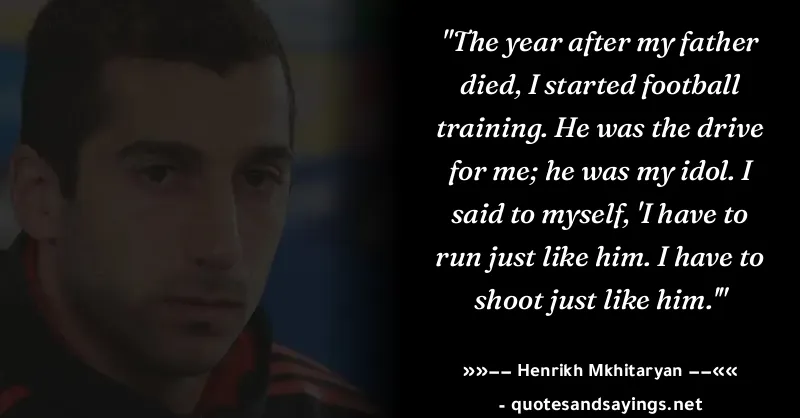 "The year after my father
died, I started football
training. He was the drive
for me; he was my idol. I
said to myself, 'I have to
run just like him. I have to
shoot just like him.'"
»»–– Henrikh Mkhitaryan ––««
- quotesandsayings.net